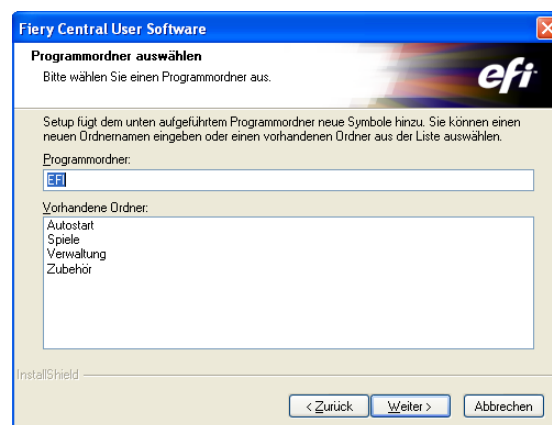 Fiery Central User Software
Programmordner auswählen
Bitte wählen Sie einen Programmordner aus.
efi
Setup fügt dem unten aufgeführtem Programmordner neue Symbole hinzu. Sie können einen
neuen Ordnernamen eingeben oder einen vorhandenen Ordner aus der Liste auswählen.
Programmordner:
EFI
Vorhandene Ordner:
Autostart
Spiele
Verwaltung
Zubehör
InstallShield
< Zurück Weiter > Abbrechen